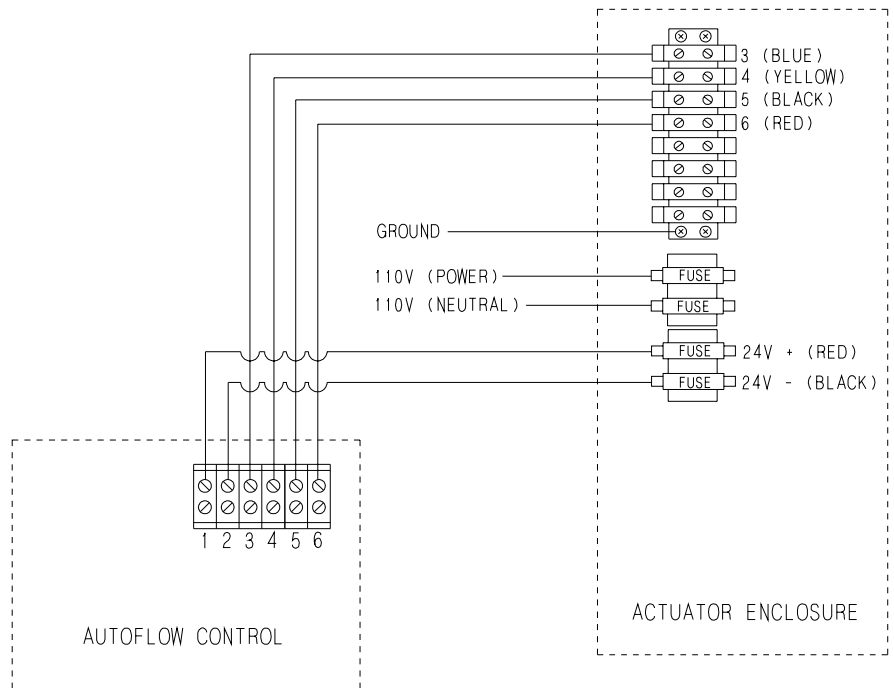 3 (BLUE)
4 (YELLOW)
5 (BLACK)
6 (RED)
GROUND
110V (POWER)
FUSE
110V (NEUTRAL)
FUSE
FUSE
24V + (RED)
FUSE
24V - (BLACK)
1 2 3 4 5 6
AUTOFLOW CONTROL
ACTUATOR ENCLOSURE